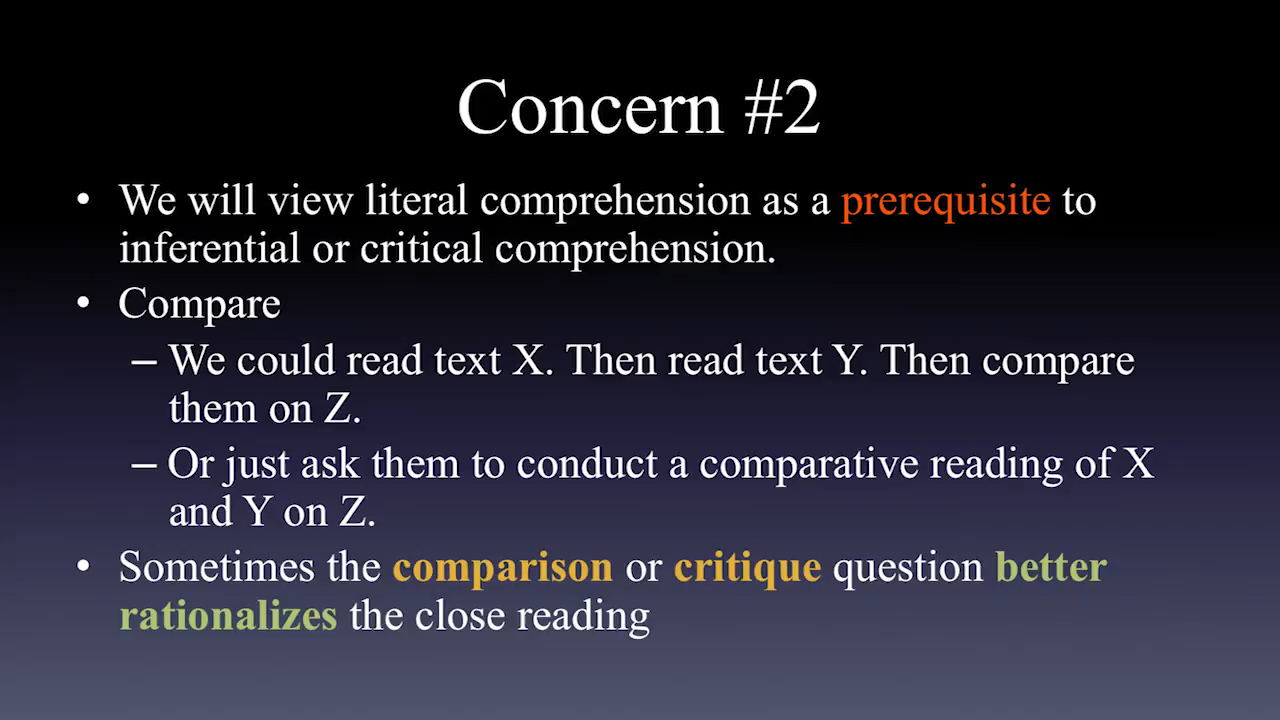 Concern #2
• We will view literal comprehension as a prerequisite to
inferential or critical comprehension.
• Compare
– We could read text X. Then read text Y. Then compare
them on Z.
– Or just ask them to conduct a comparative reading of X
and Y on Z.
• Sometimes the comparison or critique question better
rationalizes the close reading